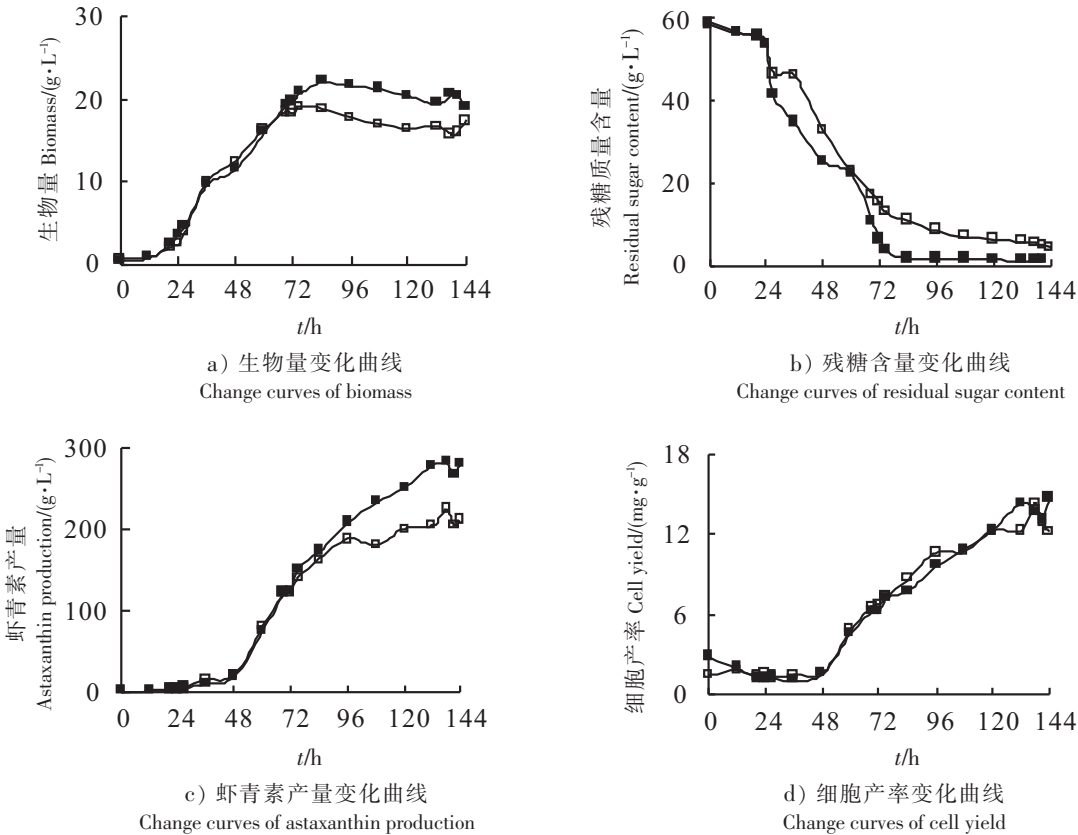 生物量 Biomass/(g·L⁻¹)
30
20
10
0
0 24 48 72 96 120 144
t/h
a) 生物量变化曲线
Change curves of biomass
残糖质量含量
Residual sugar content/(g·L⁻¹)
60
40
20
0
0 24 48 72 96 120 144
t/h
b) 残糖含量变化曲线
Change curves of residual sugar content
虾青素产量
Astaxanthin production/(g·L⁻¹)
300
200
100
0
0 24 48 72 96 120 144
t/h
c) 虾青素产量变化曲线
Change curves of astaxanthin production
细胞产率 Cell yield/(mg·g⁻¹)
18
12
6
0
0 24 48 72 96 120 144
t/h
d) 细胞产率变化曲线
Change curves of cell yield